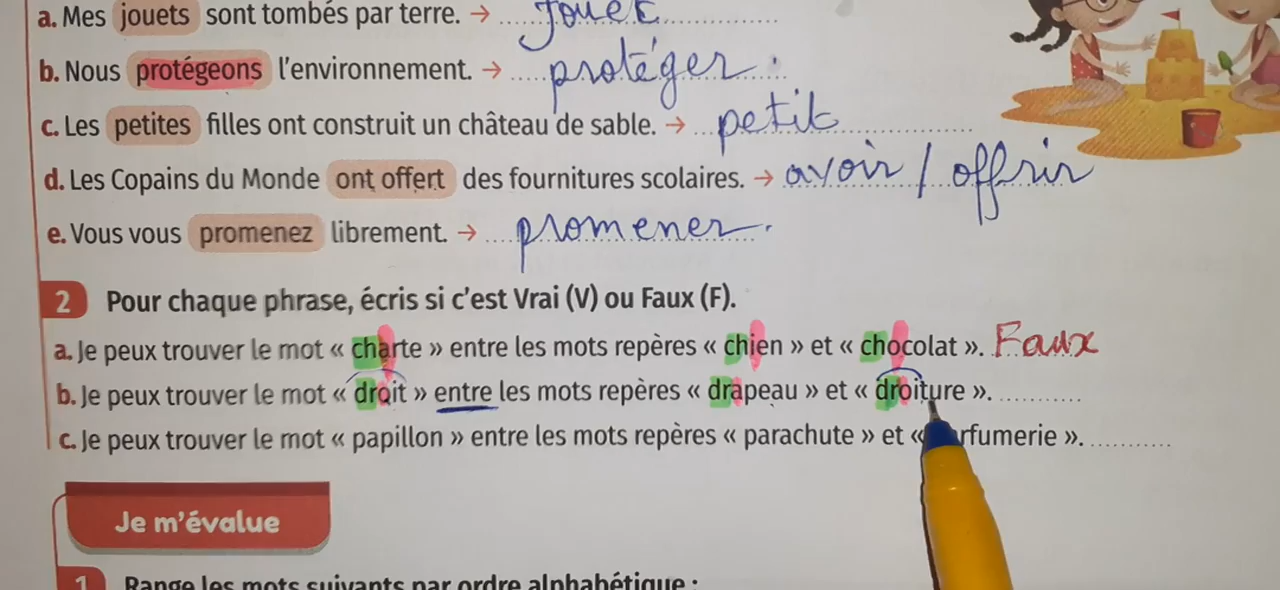 a. Mes jouets sont tombés par terre. → jouet
b. Nous protégeons l'environnement. → protéger.
c. Les petites filles ont construit un château de sable. → petit
d. Les Copains du Monde ont offert des fournitures scolaires. → avoir / offrir
e. Vous vous promenez librement. → promener.
2 Pour chaque phrase, écris si c'est Vrai (V) ou Faux (F).
a. Je peux trouver le mot « charte » entre les mots repères « chien » et « chocolat ». Faux
b. Je peux trouver le mot « droit » entre les mots repères « drapeau » et « droiture ». ............
c. Je peux trouver le mot « papillon » entre les mots repères « parachute » et « rfumerie ». ............
Je m'évalue
1 Range les mots suivants par ordre alphabétique :